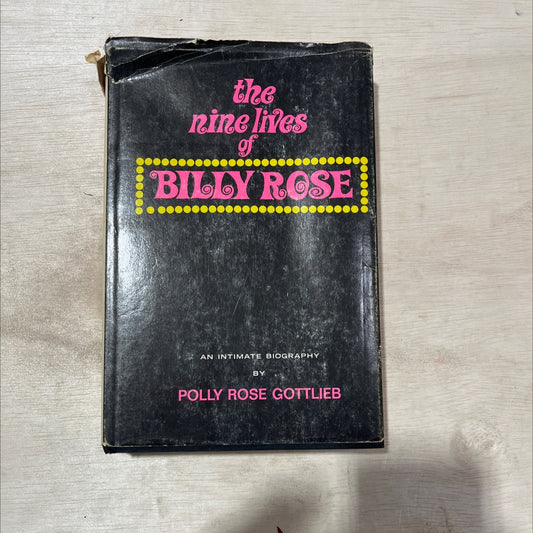 the
nine lives
of
BILLY ROSE
AN INTIMATE BIOGRAPHY
BY
POLLY ROSE GOTTLIEB